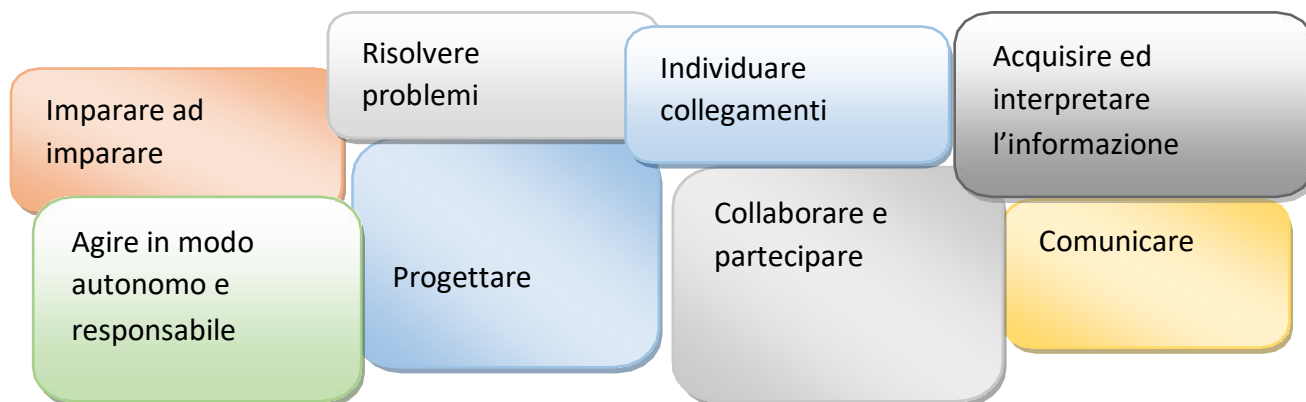 Imparare ad
imparare
Risolvere
problemi
Individuare
collegamenti
Acquisire ed
interpretare
l’informazione
Agire in modo
autonomo e
responsabile
Progettare
Collaborare e
partecipare
Comunicare